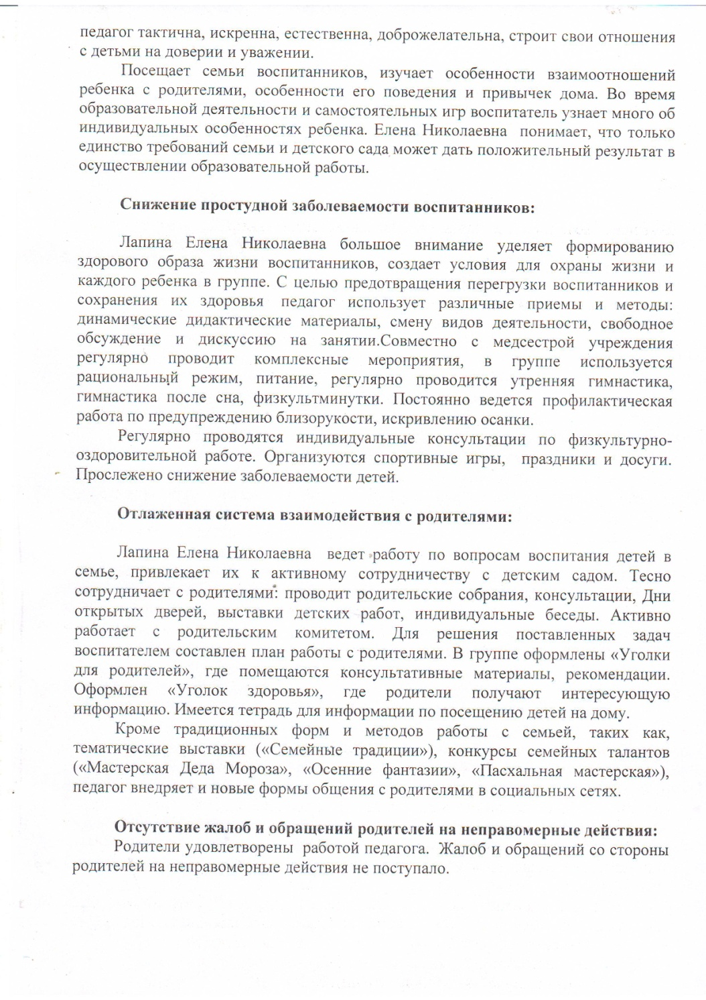 педагог тактична, искренна, естественна, доброжелательна, строит свои отношения
с детьми на доверии и уважении.
Посещает семьи воспитанников, изучает особенности взаимоотношений
ребенка с родителями, особенности его поведения и привычек дома. Во время
образовательной деятельности и самостоятельных игр воспитатель узнает много об
индивидуальных особенностях ребенка. Елена Николаевна понимает, что только
единство требований семьи и детского сада может дать положительный результат в
осуществлении образовательной работы.
Снижение простудной заболеваемости воспитанников:
Лапина Елена Николаевна большое внимание уделяет формированию
здорового образа жизни воспитанников, создает условия для охраны жизни и
каждого ребенка в группе. С целью предотвращения перегрузки воспитанников и
сохранения их здоровья педагог использует различные приемы и методы:
динамические дидактические материалы, смену видов деятельности, свободное
обсуждение и дискуссию на занятии.Совместно с медсестрой учреждения
регулярно проводит комплексные мероприятия, в группе используется
рациональный режим, питание, регулярно проводится утренняя гимнастика,
гимнастика после сна, физкультминутки. Постоянно ведется профилактическая
работа по предупреждению близорукости, искривлению осанки.
Регулярно проводятся индивидуальные консультации по физкультурно-
оздоровительной работе. Организуются спортивные игры, праздники и досуги.
Прослежено снижение заболеваемости детей.
Отлаженная система взаимодействия с родителями:
Лапина Елена Николаевна ведет работу по вопросам воспитания детей в
семье, привлекает их к активному сотрудничеству с детским садом. Тесно
сотрудничает с родителями: проводит родительские собрания, консультации, Дни
открытых дверей, выставки детских работ, индивидуальные беседы. Активно
работает с родительским комитетом. Для решения поставленных задач
воспитателем составлен план работы с родителями. В группе оформлены «Уголки
для родителей», где помещаются консультативные материалы, рекомендации.
Оформлен «Уголок здоровья», где родители получают интересующую
информацию. Имеется тетрадь для информации по посещению детей на дому.
Кроме традиционных форм и методов работы с семьей, таких как,
тематические выставки («Семейные традиции»), конкурсы семейных талантов
(«Мастерская Деда Мороза», «Осенние фантазии», «Пасхальная мастерская»),
педагог внедряет и новые формы общения с родителями в социальных сетях.
Отсутствие жалоб и обращений родителей на неправомерные действия:
Родители удовлетворены работой педагога. Жалоб и обращений со стороны
родителей на неправомерные действия не поступало.